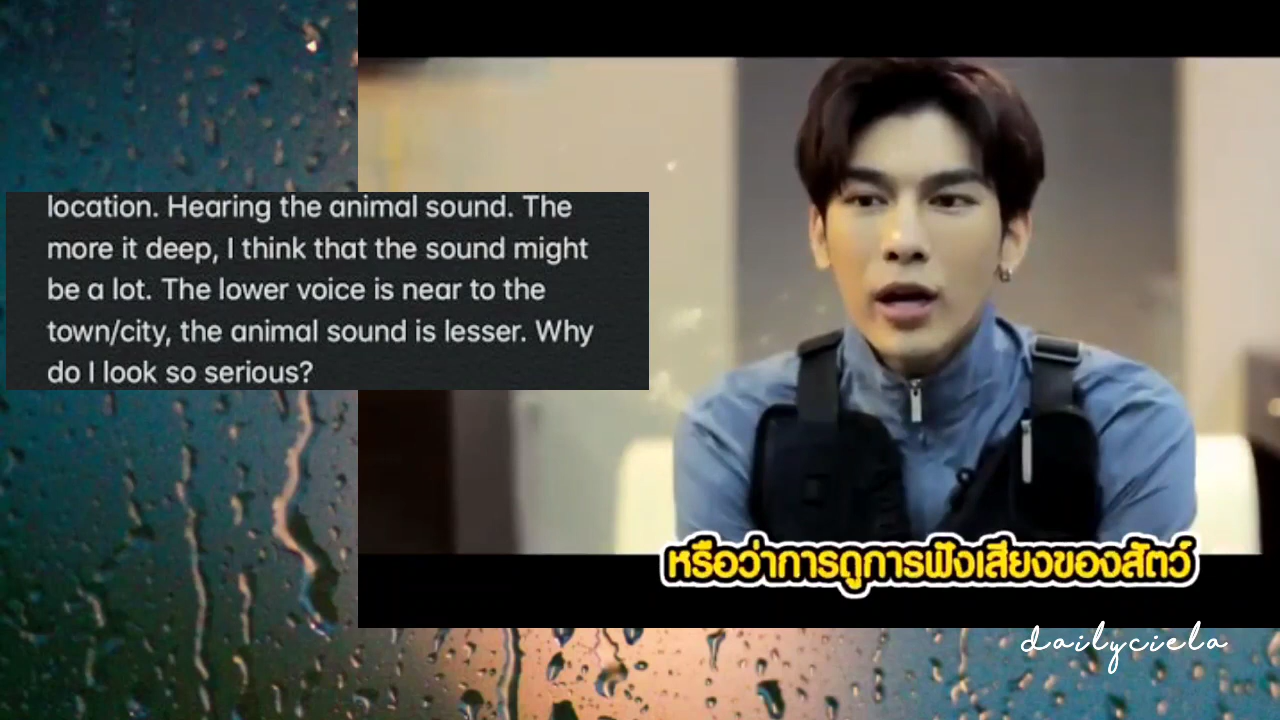 location. Hearing the animal sound. The
more it deep, I think that the sound might
be a lot. The lower voice is near to the
town/city, the animal sound is lesser. Why
do I look so serious?
หรือว่าการดูการฟังเสียงของสัตว์
dailyciela